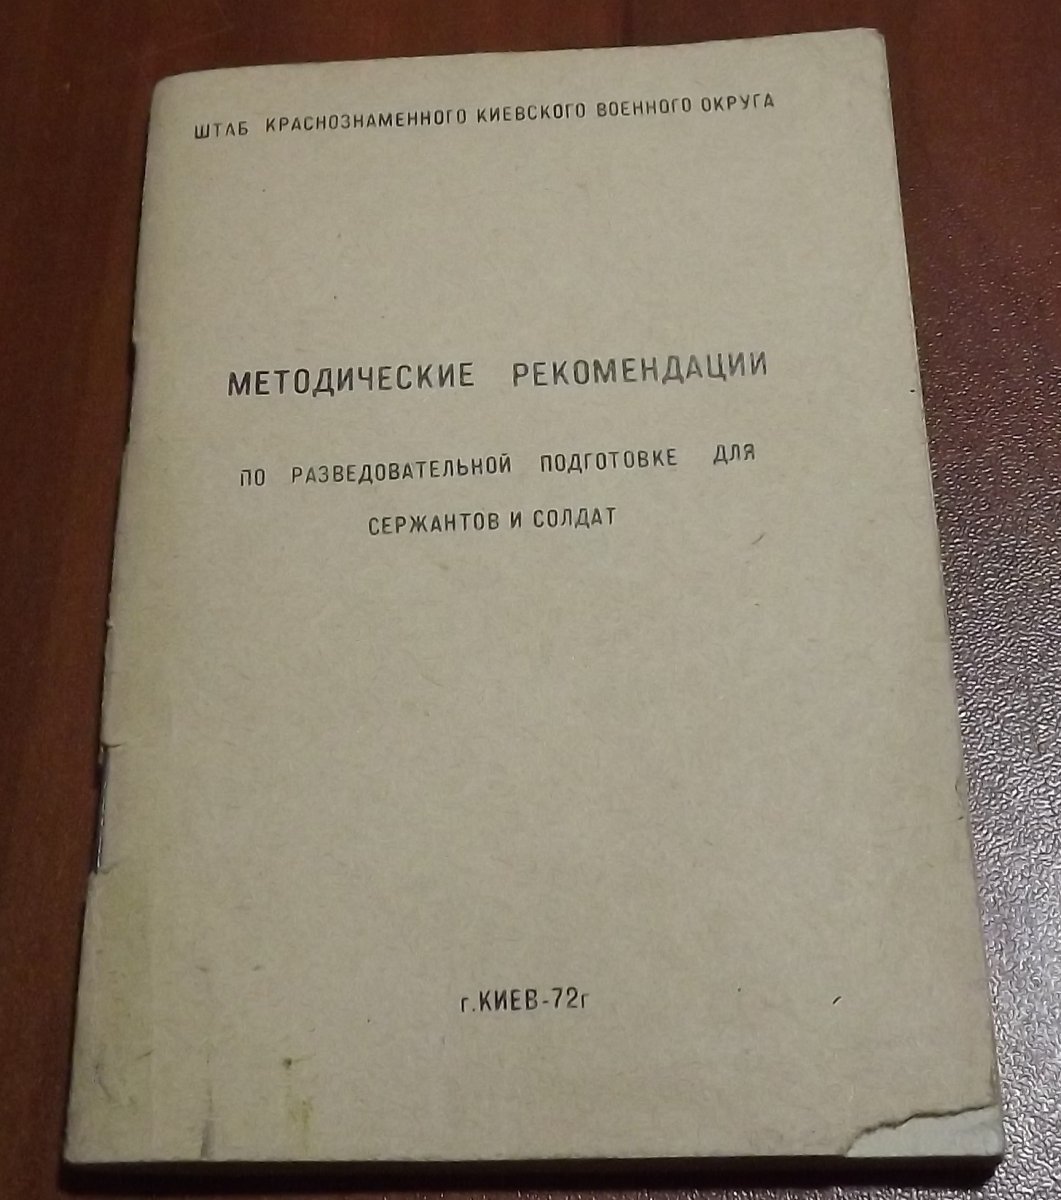 ШТАБ КРАСНОЗНАМЕННОГО КИЕВСКОГО ВОЕННОГО ОКРУГА
МЕТОДИЧЕСКИЕ РЕКОМЕНДАЦИИ
ПО РАЗВЕДОВАТЕЛЬНОЙ ПОДГОТОВКЕ ДЛЯ
СЕРЖАНТОВ И СОЛДАТ
г.КИЕВ-72г